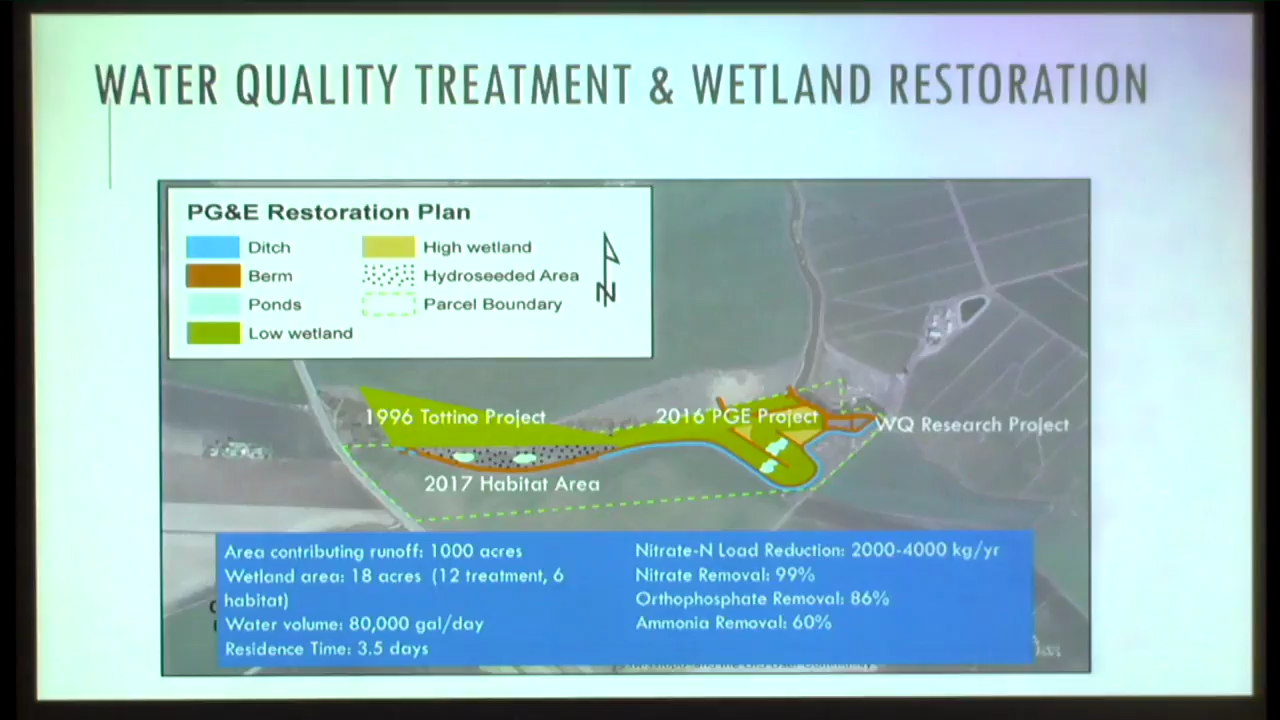 WATER QUALITY TREATMENT & WETLAND RESTORATION
PG&E Restoration Plan
Ditch
Berm
Ponds
Low wetland
High wetland
Hydroseeded Area
Parcel Boundary
N
1996 Tottino Project
2016 PGE Project
WQ Research Project
2017 Habitat Area
Area contributing runoff: 1000 acres
Wetland area: 18 acres (12 treatment, 6
habitat)
Water volume: 80,000 gal/day
Residence Time: 3.5 days
Nitrate-N Load Reduction: 2000-4000 kg/yr
Nitrate Removal: 99%
Orthophosphate Removal: 86%
Ammonia Removal: 60%